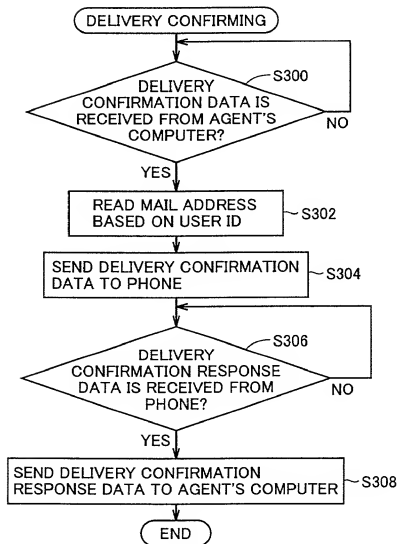 DELIVERY CONFIRMING
S300
DELIVERY
CONFIRMATION DATA IS
RECEIVED FROM AGENT'S
COMPUTER?
NO
YES
READ MAIL ADDRESS
BASED ON USER ID
S302
SEND DELIVERY CONFIRMATION
DATA TO PHONE
S304
S306
DELIVERY
CONFIRMATION RESPONSE
DATA IS RECEIVED FROM
PHONE?
NO
YES
SEND DELIVERY CONFIRMATION
RESPONSE DATA TO AGENT'S COMPUTER
S308
END